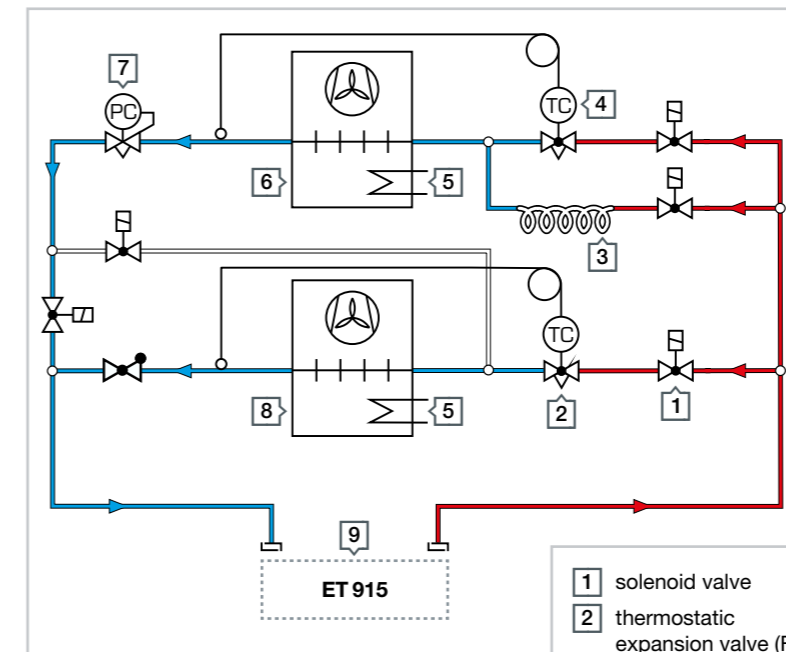 7
PC
TC
4
6
5
3
TC
8
5
2
1
9
ET 915
1 solenoid valve
2 thermostatic
expansion valve